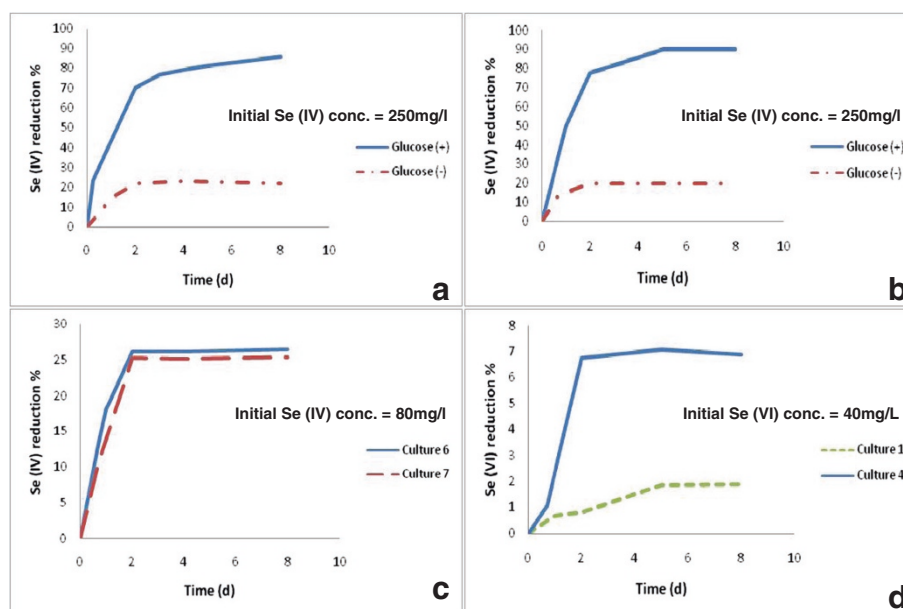 100
90
80
70
60
50
40
30
20
10
0
Se (IV) reduction %
Initial Se (IV) conc. = 250mg/l
Glucose (+)
Glucose (-)
0 2 4 6 8 10
Time (d)
a
100
90
80
70
60
50
40
30
20
10
0
Se (IV) reduction %
Initial Se (IV) conc. = 250mg/l
Glucose (+)
Glucose (-)
0 2 4 6 8 10
Time (d)
b
30
25
20
15
10
5
0
Se (IV) reduction %
Initial Se (IV) conc. = 80mg/l
Culture 6
Culture 7
0 2 4 6 8 10
Time (d)
c
8
7
6
5
4
3
2
1
0
Se (VI) reduction %
Initial Se (VI) conc. = 40mg/L
Culture 1
Culture 4
0 2 4 6 8 10
Time (d)
d